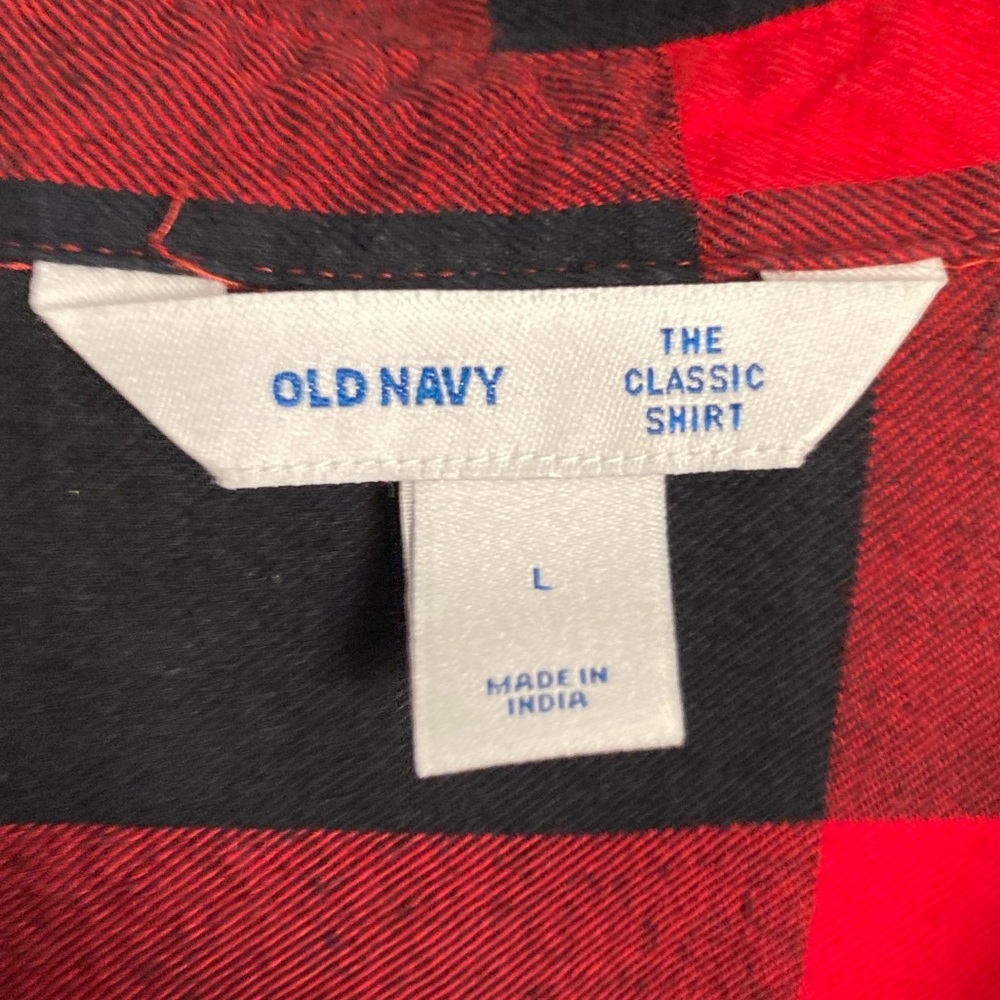 OLD NAVY
THE
CLASSIC
SHIRT
L
MADE IN
INDIA